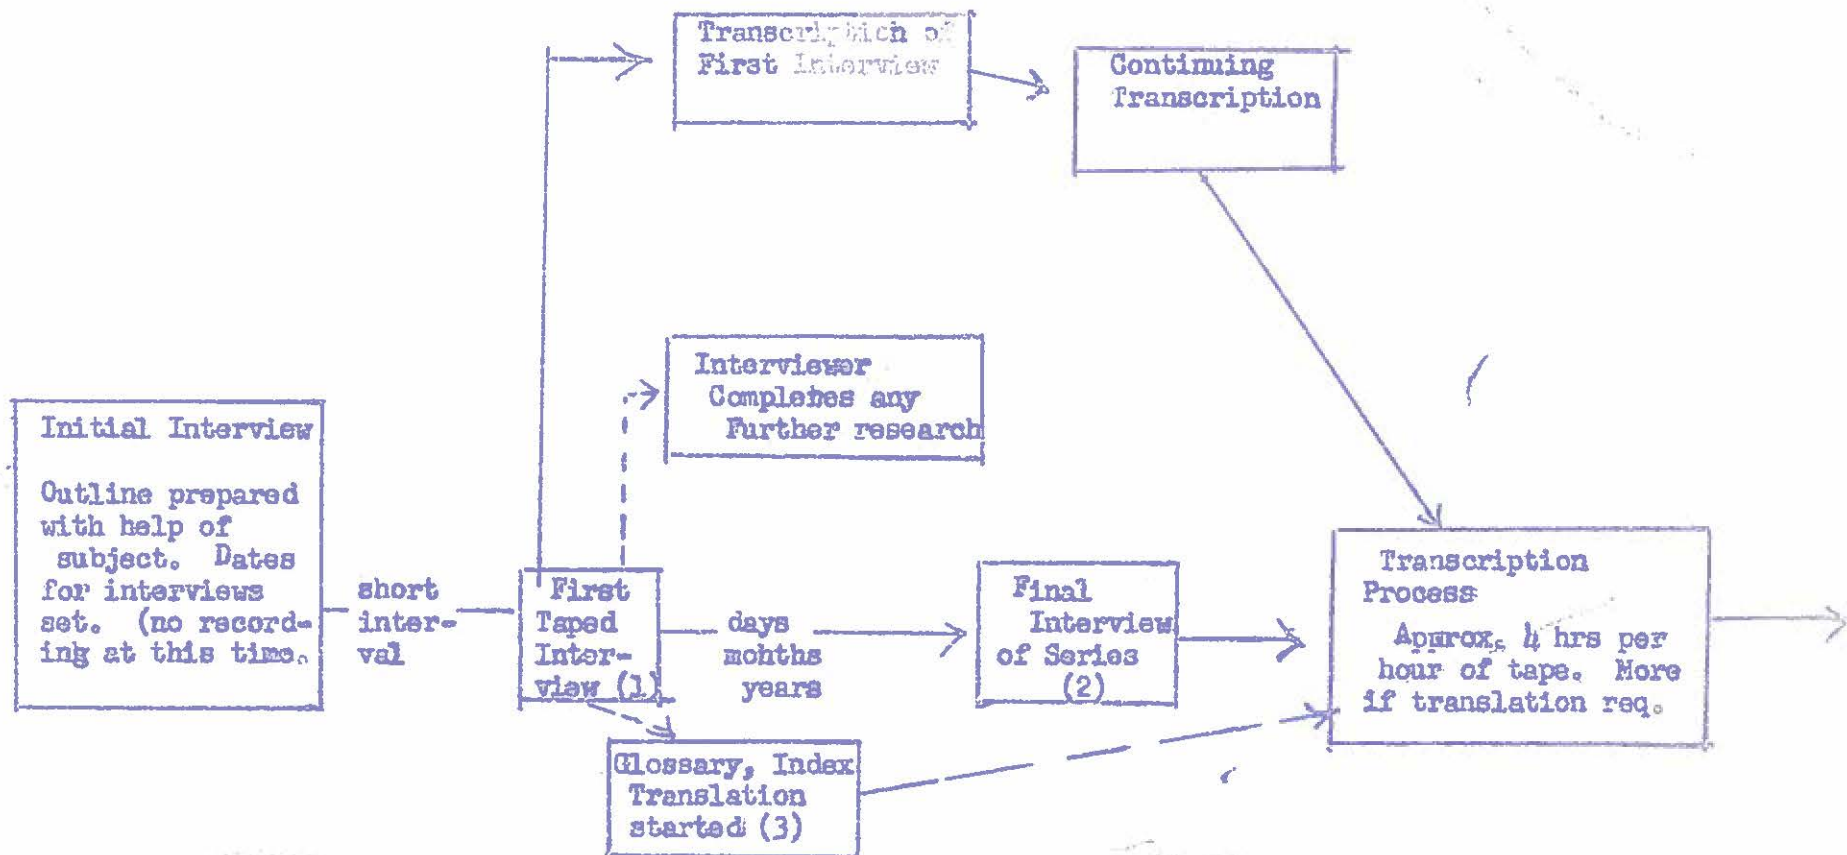 Transcription of
First Interview
Continuing
Transcription
Interviewer
Completes any
Further research
Initial Interview
Outline prepared
with help of
subject. Dates
for interviews
set. (no record-
ing at this time.
short
inter-
val
First
Taped
Inter-
view (1)
days
mohths
years
Final
Interview
of Series
(2)
Transcription
Process
Approx. 4 hrs per
hour of tape. More
if translation req.
Glossary, Index
Translation
started (3)